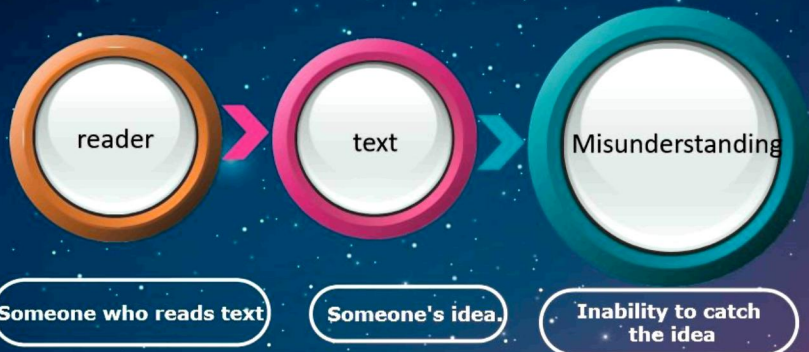 reader
text
Misunderstanding
Someone who reads text
Someone's idea.
Inability to catch
the idea